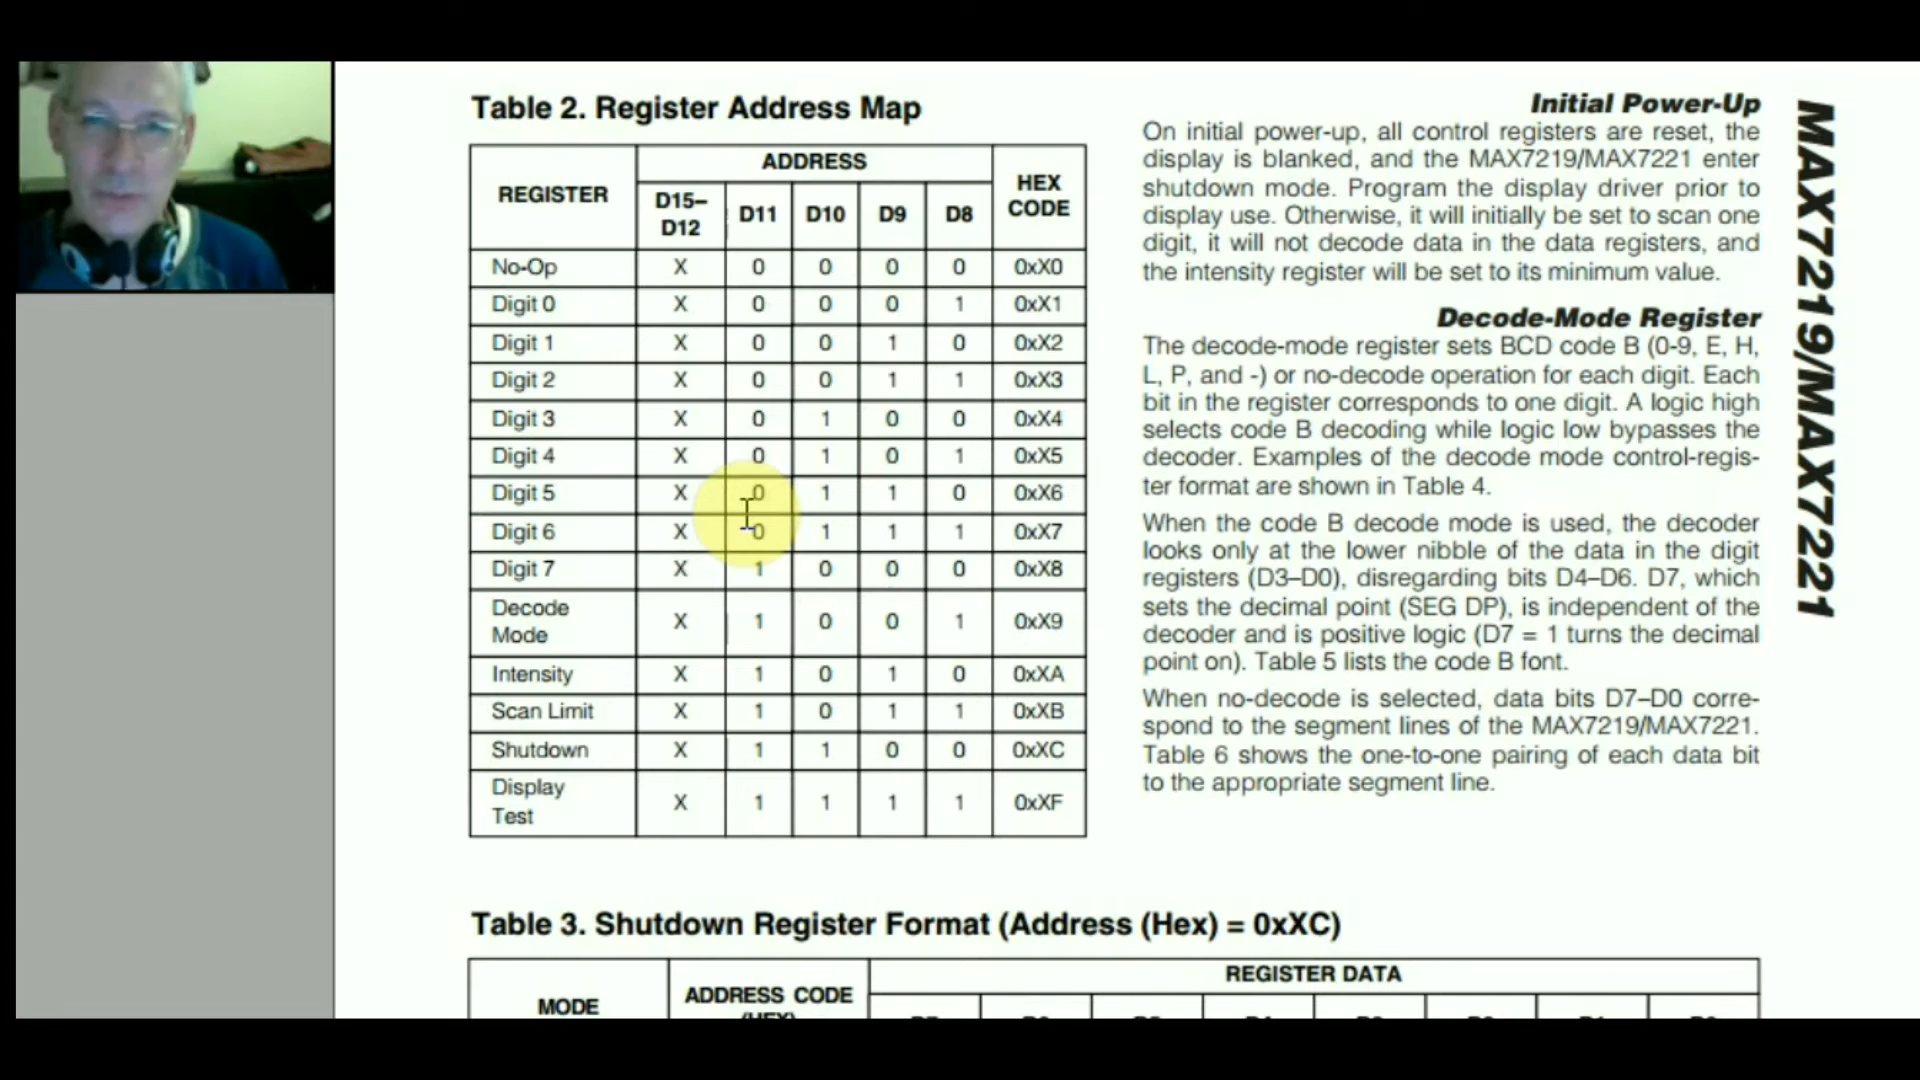 Table 2. Register Address Map
REGISTER
ADDRESS
HEX
CODE
D15–
D12
D11
D10
D9
D8
No-Op X 0 0 0 0 0xX0
Digit 0 X 0 0 0 1 0xX1
Digit 1 X 0 0 1 0 0xX2
Digit 2 X 0 0 1 1 0xX3
Digit 3 X 0 1 0 0 0xX4
Digit 4 X 0 1 0 1 0xX5
Digit 5 X 0 1 1 0 0xX6
Digit 6 X 0 1 1 1 0xX7
Digit 7 X 1 0 0 0 0xX8
Decode
Mode X 1 0 0 1 0xX9
Intensity X 1 0 1 0 0xXA
Scan Limit X 1 0 1 1 0xXB
Shutdown X 1 1 0 0 0xXC
Display
Test X 1 1 1 1 0xXF
Initial Power-Up
On initial power-up, all control registers are reset, the
display is blanked, and the MAX7219/MAX7221 enter
shutdown mode. Program the display driver prior to
display use. Otherwise, it will initially be set to scan one
digit, it will not decode data in the data registers, and
the intensity register will be set to its minimum value.
Decode-Mode Register
The decode-mode register sets BCD code B (0-9, E, H,
L, P, and -) or no-decode operation for each digit. Each
bit in the register corresponds to one digit. A logic high
selects code B decoding while logic low bypasses the
decoder. Examples of the decode mode control-regis-
ter format are shown in Table 4.
When the code B decode mode is used, the decoder
looks only at the lower nibble of the data in the digit
registers (D3–D0), disregarding bits D4–D6. D7, which
sets the decimal point (SEG DP), is independent of the
decoder and is positive logic (D7 = 1 turns the decimal
point on). Table 5 lists the code B font.
When no-decode is selected, data bits D7–D0 corre-
spond to the segment lines of the MAX7219/MAX7221.
Table 6 shows the one-to-one pairing of each data bit
to the appropriate segment line.
MAX7219/MAX7221
Table 3. Shutdown Register Format (Address (Hex) = 0xXC)
MODE
ADDRESS CODE
REGISTER DATA